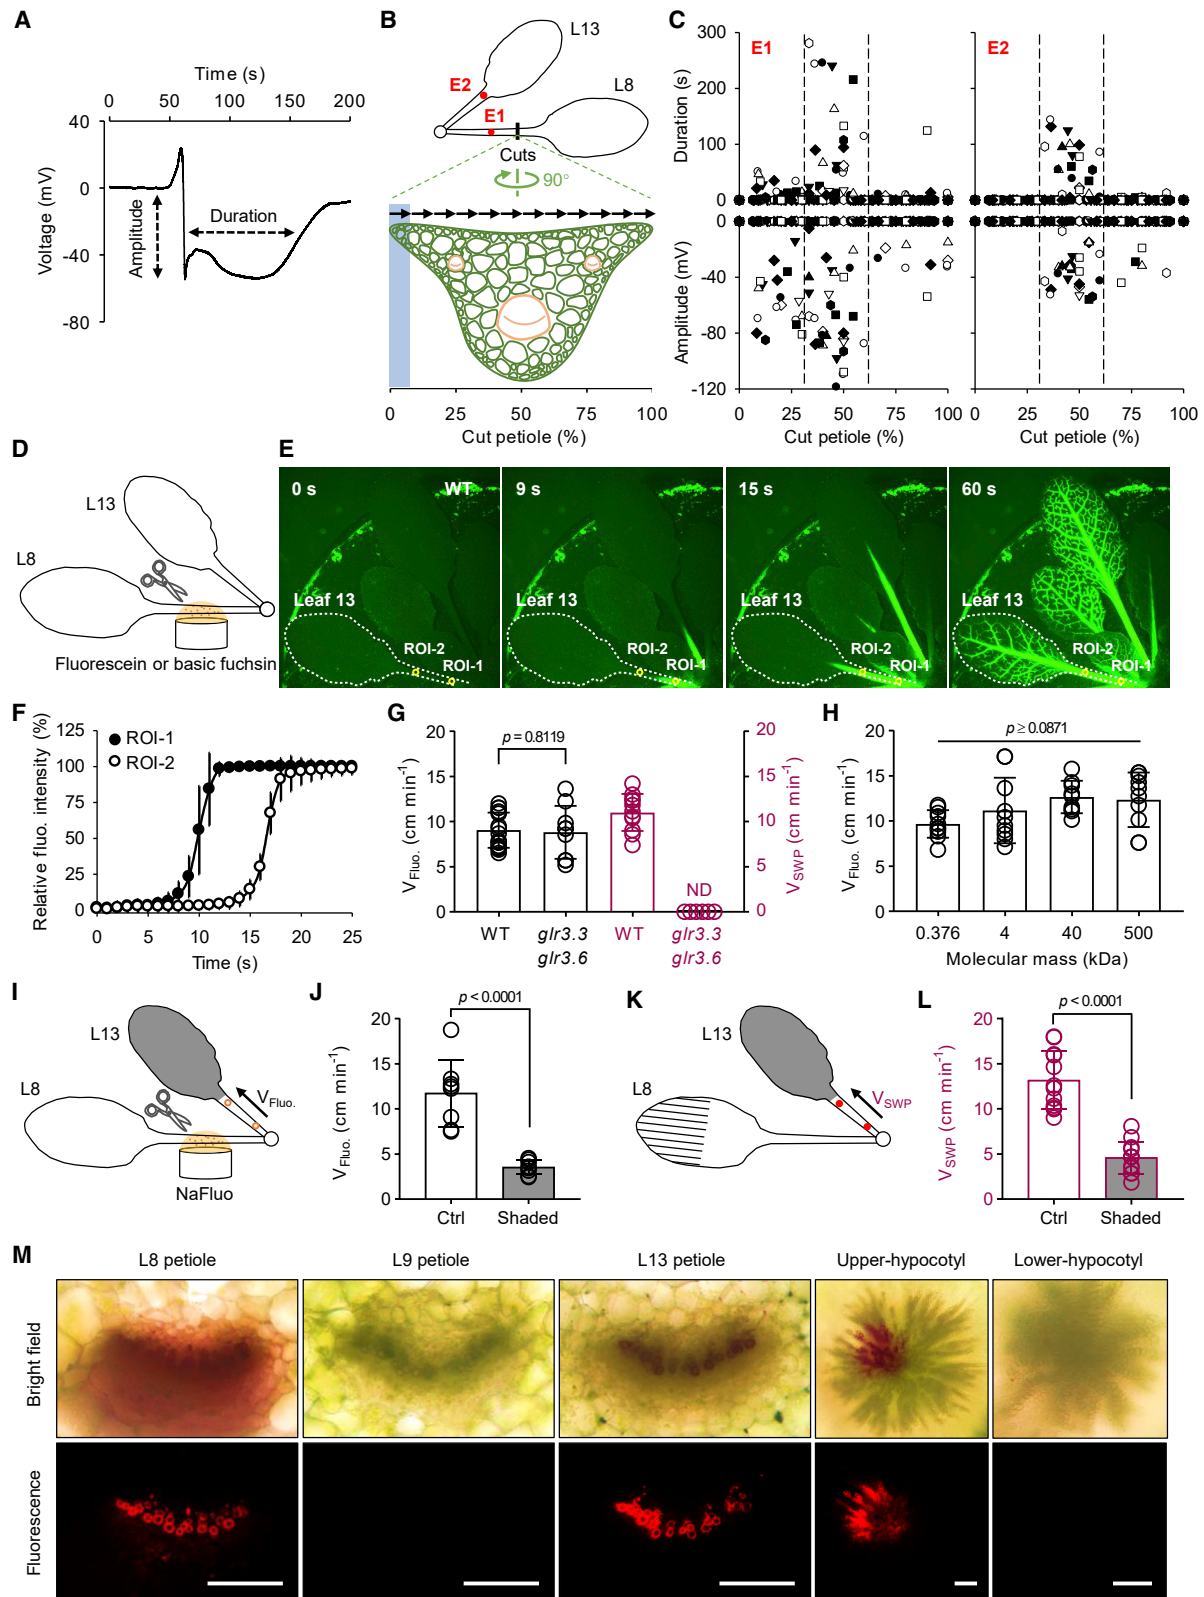 A
Time (s)
0 50 100 150 200
40
0
-40
-80
Voltage (mV)
Amplitude
Duration
B
L13
L8
E2
E1
Cuts
90°
0 25 50 75 100
Cut petiole (%)
C
E1
E2
300
200
100
0
Duration (s)
0
-40
-80
-120
Amplitude (mV)
0 25 50 75 100
Cut petiole (%)
0 25 50 75 100
Cut petiole (%)
D
L13
L8
Fluorescein or basic fuchsin
E
0 s
WT
Leaf 13
ROI-2
ROI-1
9 s
Leaf 13
ROI-2
ROI-1
15 s
Leaf 13
ROI-2
ROI-1
60 s
Leaf 13
ROI-2
ROI-1
F
ROI-1
ROI-2
125
100
75
50
25
0
Relative fluo. intensity (%)
0 5 10 15 20 25
Time (s)
G
p = 0.8119
20
15
10
5
0
V Fluo. (cm min-1)
20
15
10
5
0
V SWP (cm min-1)
ND
WT
glr3.3 glr3.6
WT
glr3.3 glr3.6
H
p ≥ 0.0871
20
15
10
5
0
V Fluo. (cm min-1)
0.376 4 40 500
Molecular mass (kDa)
I
L13
L8
V Fluo.
NaFluo
J
p < 0.0001
20
15
10
5
0
V Fluo. (cm min-1)
Ctrl Shaded
K
L13
L8
V SWP
L
p < 0.0001
20
15
10
5
0
V SWP (cm min-1)
Ctrl Shaded
M
L8 petiole
L9 petiole
L13 petiole
Upper-hypocotyl
Lower-hypocotyl
Bright field
Fluorescence